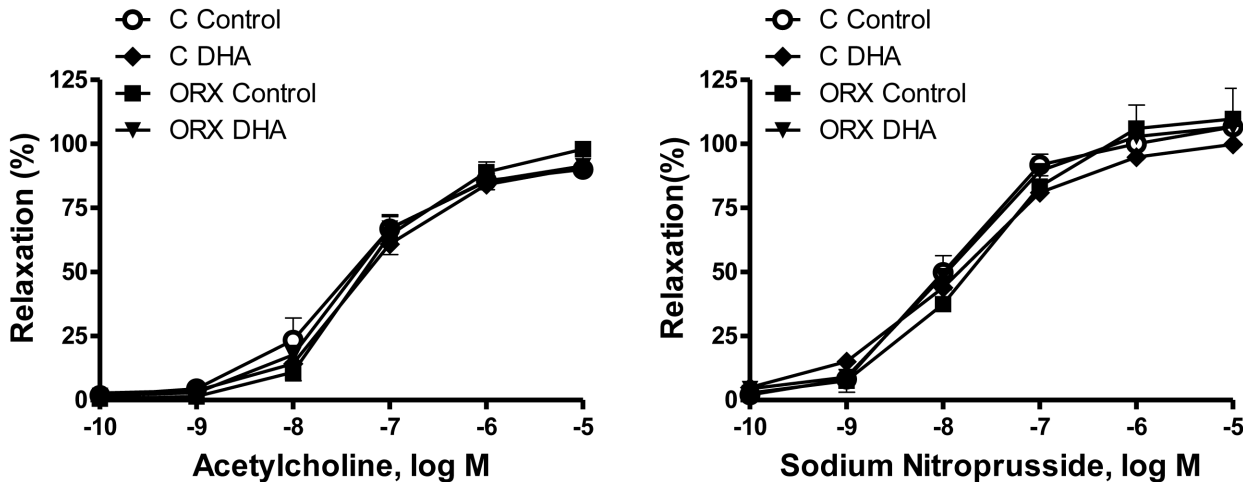 C Control
C DHA
ORX Control
ORX DHA
125
100
75
50
25
0
Relaxation (%)
-10 -9 -8 -7 -6 -5
Acetylcholine, log M
C Control
C DHA
ORX Control
ORX DHA
125
100
75
50
25
0
Relaxation(%)
-10 -9 -8 -7 -6 -5
Sodium Nitroprusside, log M